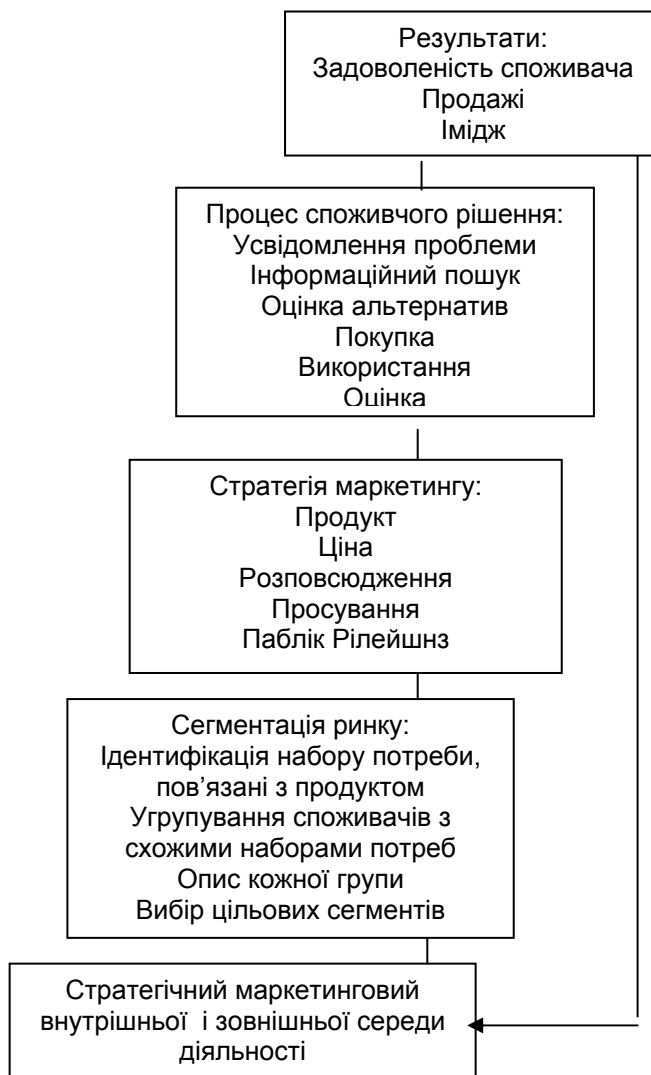 Результати:
Задоволеність споживача
Продажі
Імідж
Процес споживчого рішення:
Усвідомлення проблеми
Інформаційний пошук
Оцінка альтернатив
Покупка
Використання
Оцінка
Стратегія маркетингу:
Продукт
Ціна
Розповсюдження
Просування
Паблік Рілейшнз
Сегментація ринку:
Ідентифікація набору потреби,
пов’язані з продуктом
Угрупування споживачів з
схожими наборами потреб
Опис кожної групи
Вибір цільових сегментів
Стратегічний маркетинговий
внутрішньої і зовнішньої середи
діяльності